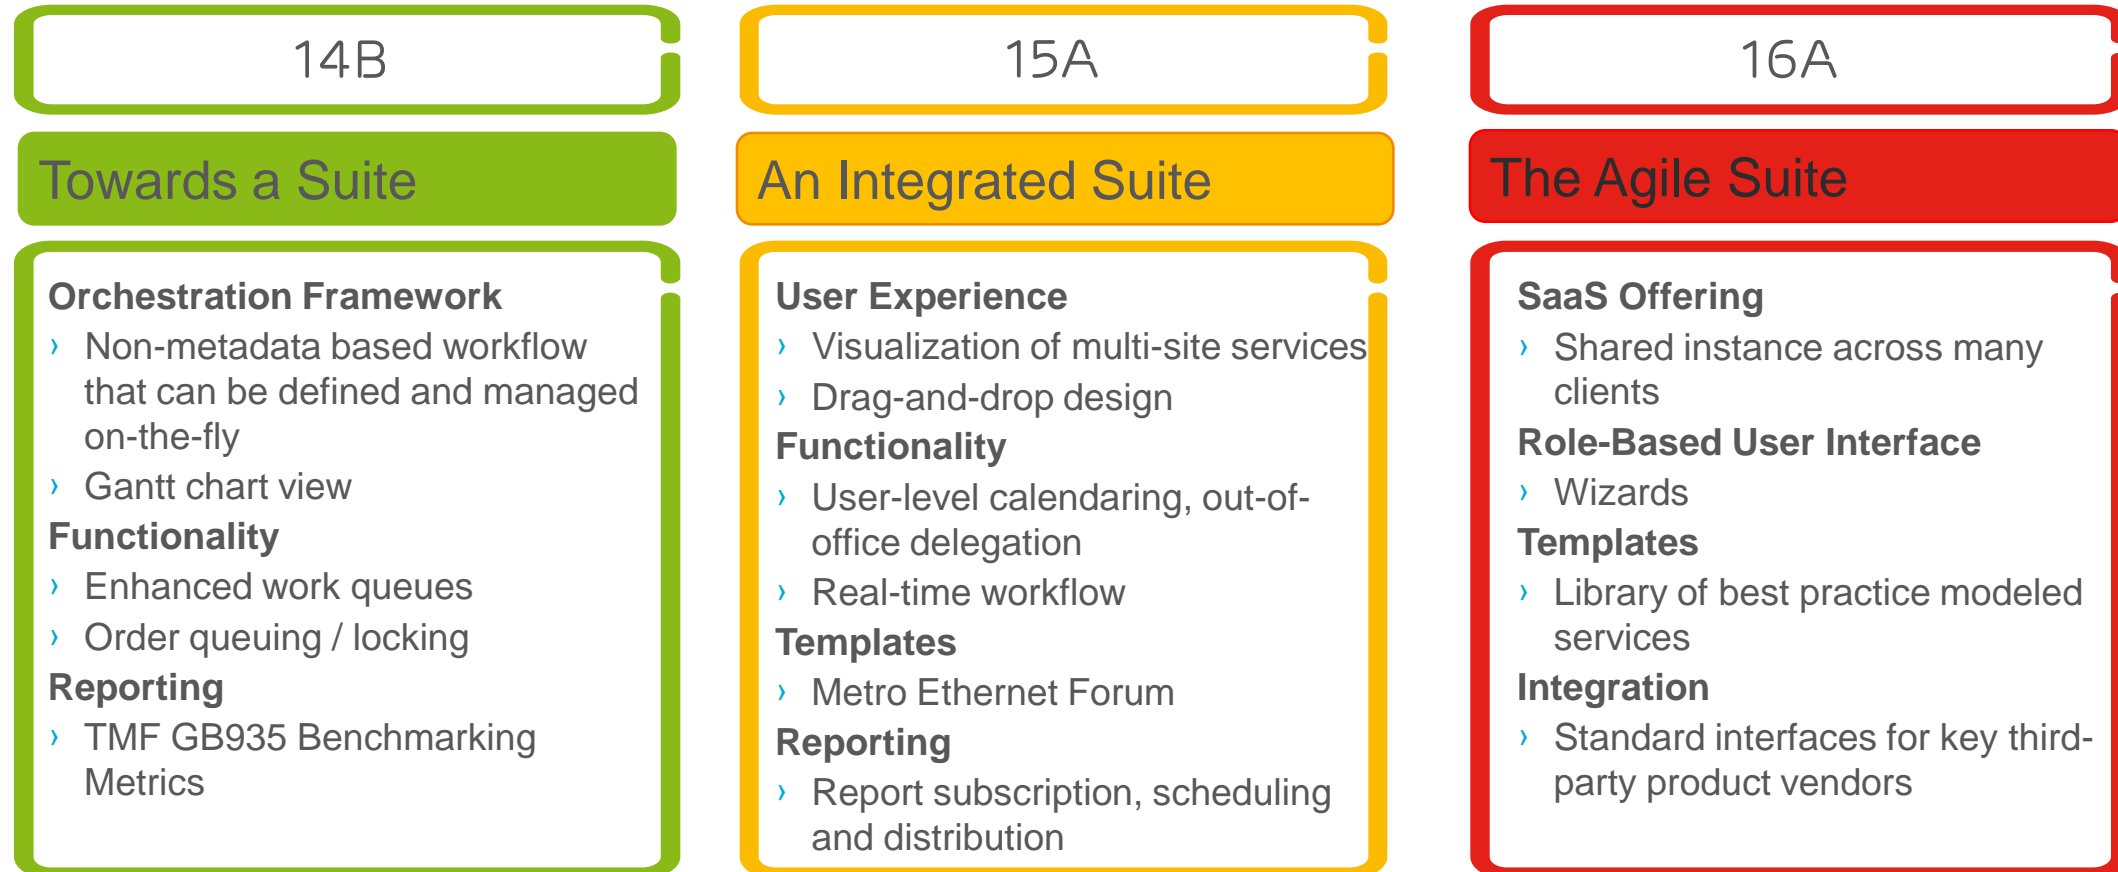 14B
Towards a Suite
Orchestration Framework
› Non-metadata based workflow
that can be defined and managed
on-the-fly
› Gantt chart view
Functionality
› Enhanced work queues
› Order queuing / locking
Reporting
› TMF GB935 Benchmarking
Metrics
15A
An Integrated Suite
User Experience
› Visualization of multi-site services
› Drag-and-drop design
Functionality
› User-level calendaring, out-of-
office delegation
› Real-time workflow
Templates
› Metro Ethernet Forum
Reporting
› Report subscription, scheduling
and distribution
16A
The Agile Suite
SaaS Offering
› Shared instance across many
clients
Role-Based User Interface
› Wizards
Templates
› Library of best practice modeled
services
Integration
› Standard interfaces for key third-
party product vendors